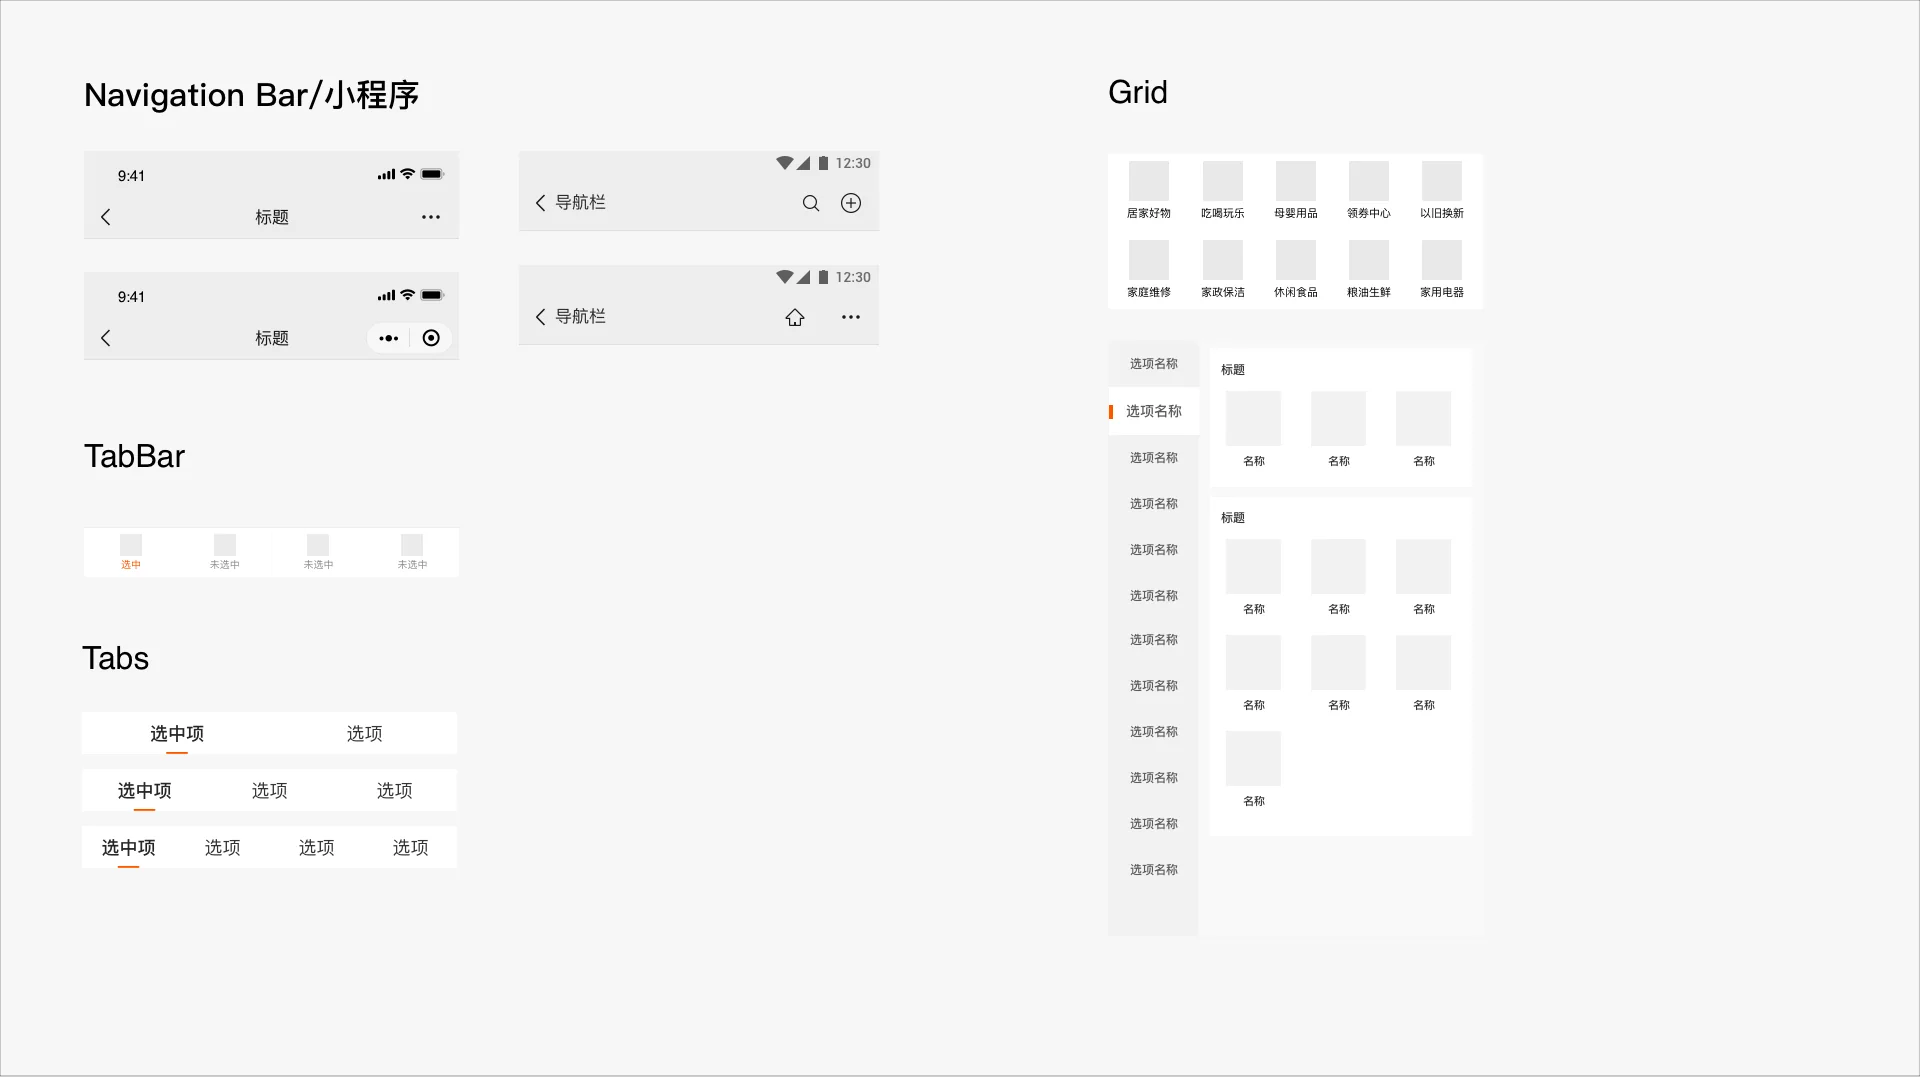 Navigation Bar/小程序
9:41
标题
9:41
标题
12:30
导航栏
12:30
导航栏
TabBar
选中 未选中 未选中 未选中
Tabs
选中项 选项
选中项 选项 选项
选中项 选项 选项 选项
Grid
居家好物 吃喝玩乐 母婴用品 领券中心 以旧换新
家庭维修 家政保洁 休闲食品 粮油生鲜 家用电器
选项名称
选项名称
选项名称
选项名称
选项名称
选项名称
选项名称
选项名称
选项名称
选项名称
选项名称
选项名称
标题
名称 名称 名称
标题
名称 名称 名称
名称 名称 名称
名称